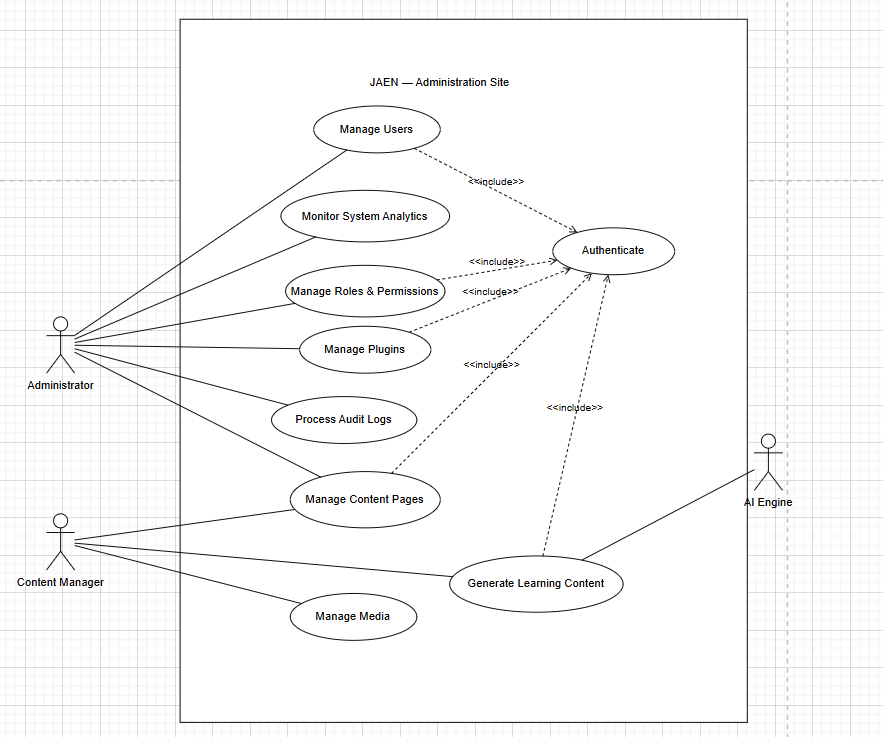 JAEN — Administration Site
Manage Users
<<include>>
Monitor System Analytics
Authenticate
<<include>>
Manage Roles & Permissions
<<include>>
Manage Plugins
<<include>>
Administrator
<<include>>
Process Audit Logs
Manage Content Pages
AI Engine
Content Manager
Generate Learning Content
Manage Media